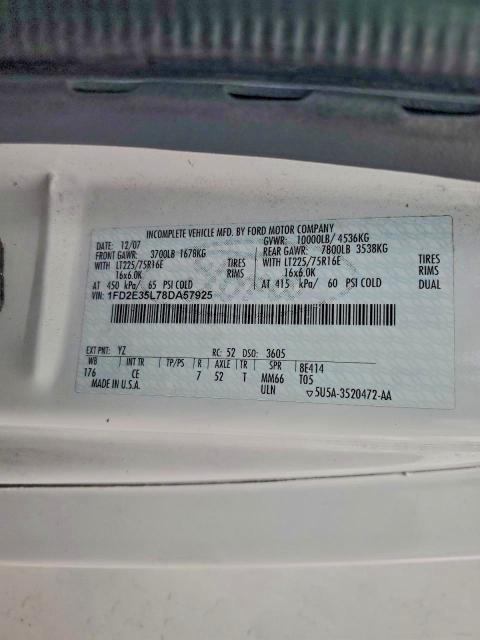 INCOMPLETE VEHICLE MFD. BY FORD MOTOR COMPANY
DATE: 12/07 GVWR: 10000LB/ 4536KG
FRONT GAWR: 3700LB 1678KG REAR GAWR: 7800LB 3538KG
WITH LT225/75R16E TIRES WITH LT225/75R16E TIRES
16x6.0K RIMS 16x6.0K RIMS
AT 450 kPa/ 65 PSI COLD AT 415 kPa/ 60 PSI COLD DUAL
VIN: 1FD2E35L78DA57925
EXT PNT: YZ RC: 52 DSO: 3605
WB INT TR TP/PS R AXLE TR SPR 8E414
176 CE 7 52 T MM66 T05
MADE IN U.S.A. ULN ▽5U5A-3520472-AA